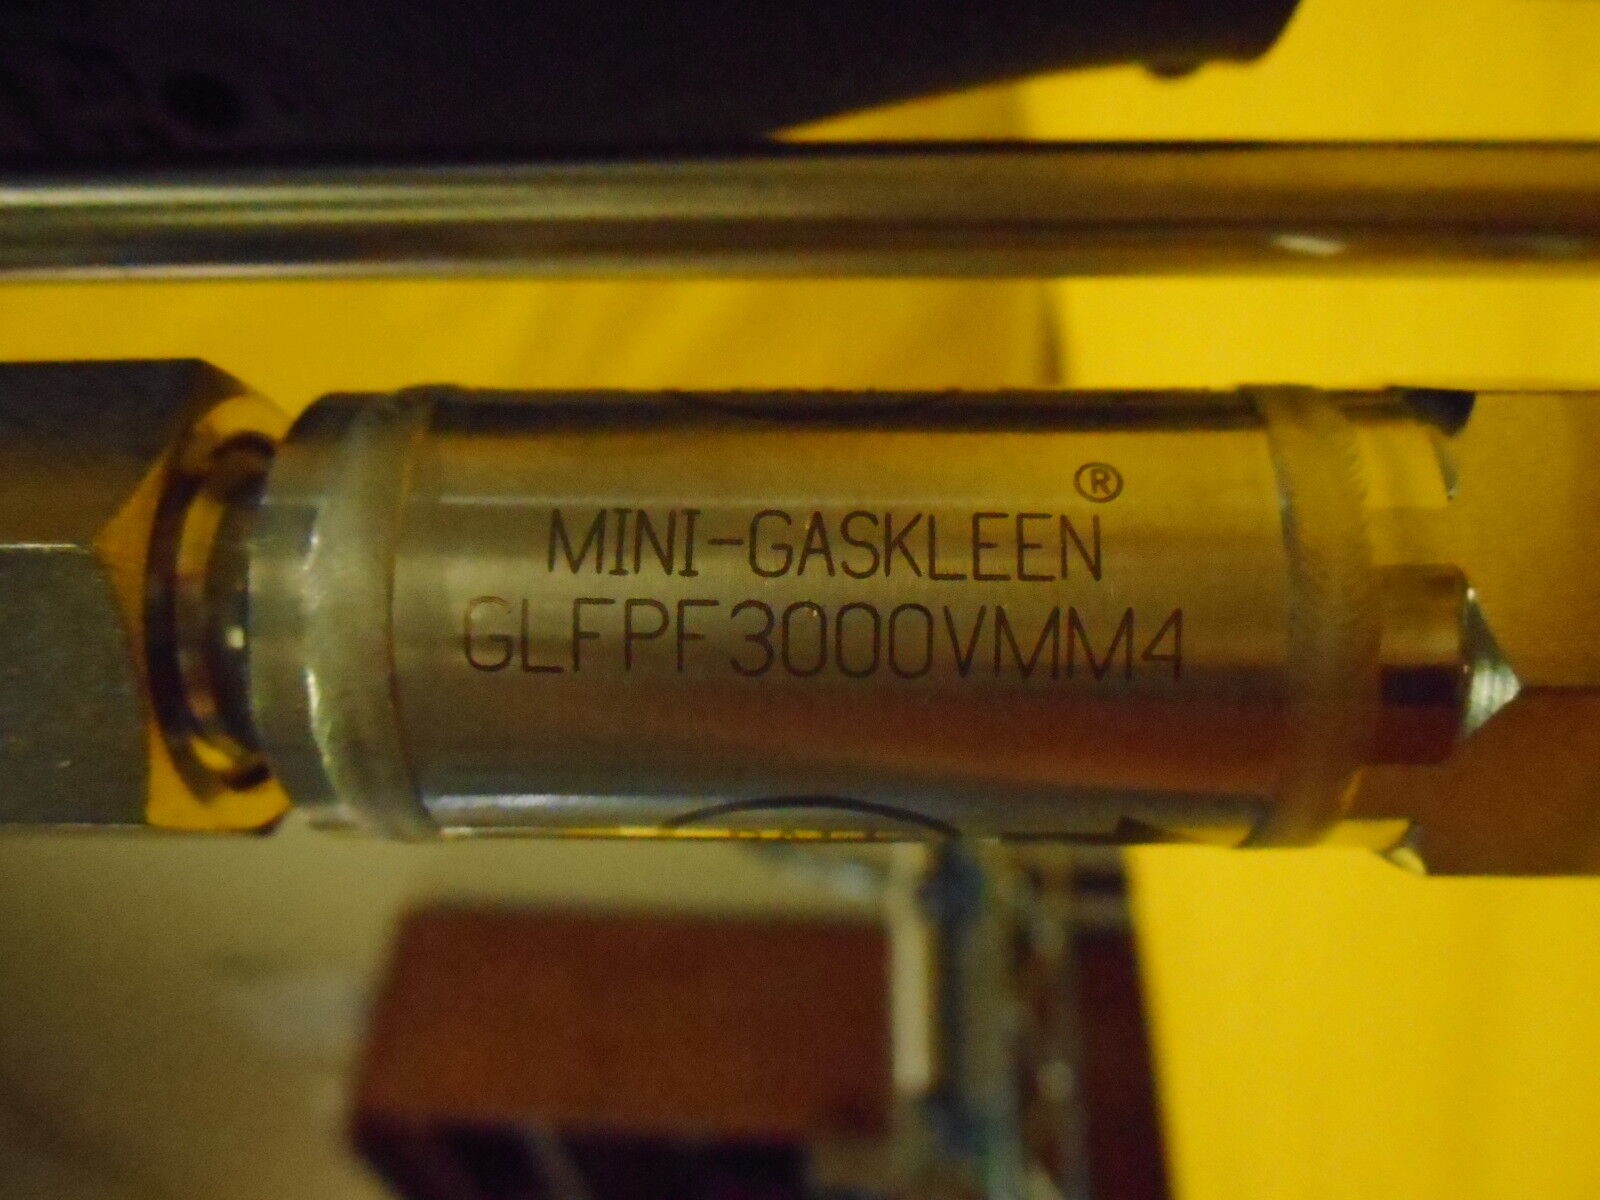 ®
MINI-GASKLEEN
GLFPF3000VMM4